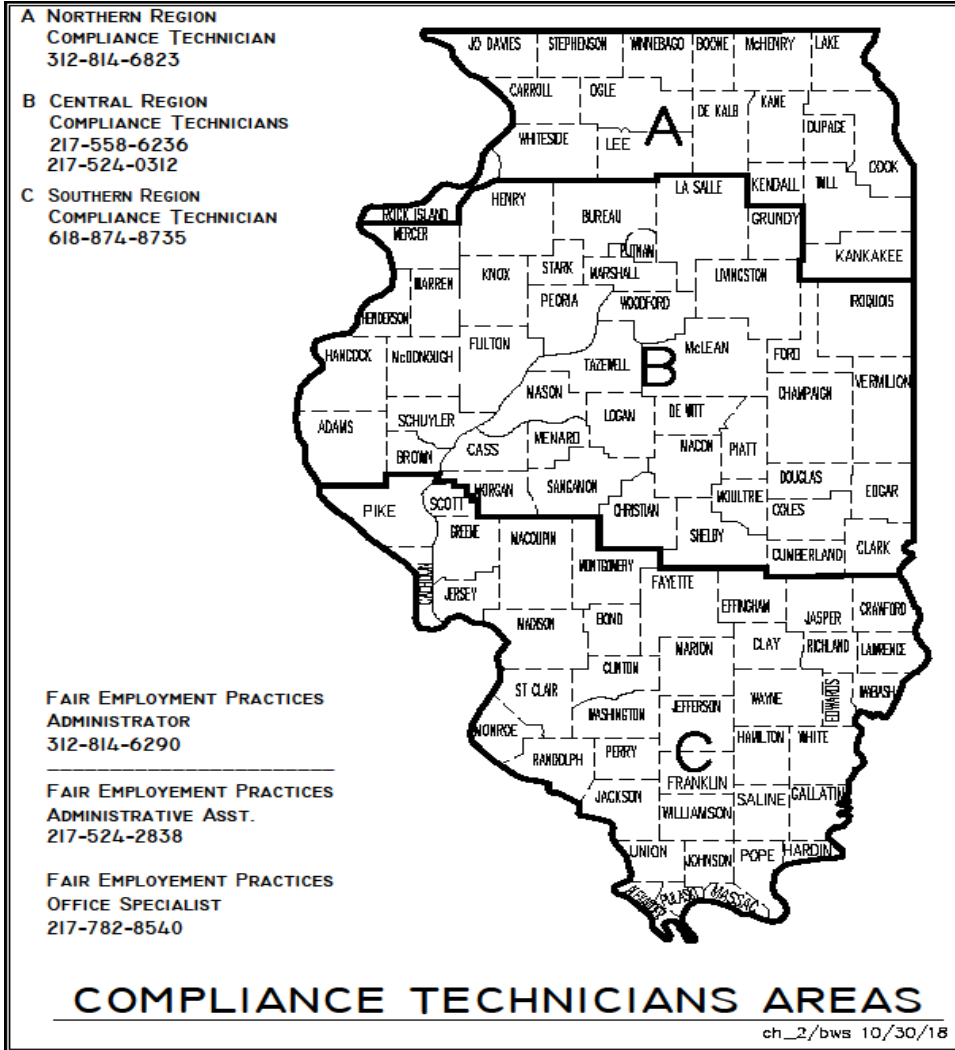 A NORTHERN REGION
COMPLIANCE TECHNICIAN
312-814-6823
B CENTRAL REGION
COMPLIANCE TECHNICIANS
217-558-6236
217-524-0312
C SOUTHERN REGION
COMPLIANCE TECHNICIAN
618-874-8735
JO DAVIES STEPHENSON WINNEBAGO BOONE McHENRY LAKE
CARROLL OGLE DE KALB KANE
A
DUPAGE
WHITESIDE LEE
COOK
LA SALLE KENDALL WILL
HENRY
ROCK ISLAND BUREAU GRUNDY
MERCER
PUTNAM KANKAKEE
KNOX STARK MARSHALL LIVINGSTON
WARREN
PEORIA WOODFORD IROQUOIS
HENDERSON
HANCOCK McDONOUGH FULTON McLEAN FORD
TAZEWELL B
VERMILION
MASON CHAMPAIGN
ADAMS SCHUYLER LOGAN DE WITT
BROWN CASS MENARD MACON PIATT
DOUGLAS
MORGAN SANGAMON MOULTRIE EDGAR
PIKE SCOTT CHRISTIAN COLES
GREENE MACOUPIN SHELBY
CUMBERLAND CLARK
MONTGOMERY
CALHOUN JERSEY FAYETTE
EFFINGHAM JASPER CRAWFORD
MADISON BOND
MARION CLAY RICHLAND LAWRENCE
CLINTON
ST CLAIR WAYNE EDWARDS WABASH
WASHINGTON JEFFERSON
MONROE HAMILTON WHITE
RANDOLPH PERRY C
FRANKLIN
JACKSON SALINE GALLATIN
WILLIAMSON
UNION JOHNSON POPE HARDIN
ALEXANDER PULASKI MASSAC
FAIR EMPLOYMENT PRACTICES
ADMINISTRATOR
312-814-6290
FAIR EMPLOYMENT PRACTICES
ADMINISTRATIVE ASST.
217-524-2838
FAIR EMPLOYEMENT PRACTICES
OFFICE SPECIALIST
217-782-8540
COMPLIANCE TECHNICIANS AREAS
ch_2/bws 10/30/18